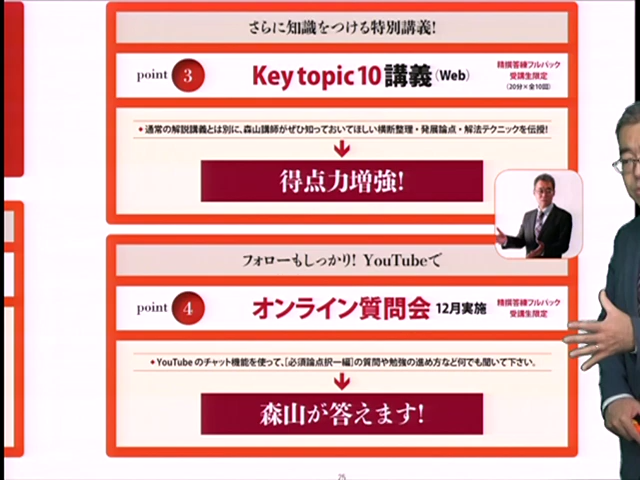 さらに知識をつける特別講義!
point 3 Key topic 10 講義(Web) 精撰答練フルパック
受講生限定
(20分×全10回)
●通常の解説講義とは別に、森山講師がぜひ知っておいてほしい横断整理・発展論点・解法テクニックを伝授!
得点力増強!
フォローもしっかり! YouTubeで
point 4 オンライン質問会 12月実施 精撰答練フルパック
受講生限定
●YouTubeのチャット機能を使って、[必須論点択一編]の質問や勉強の進め方など何でも聞いて下さい。
森山が答えます!
25